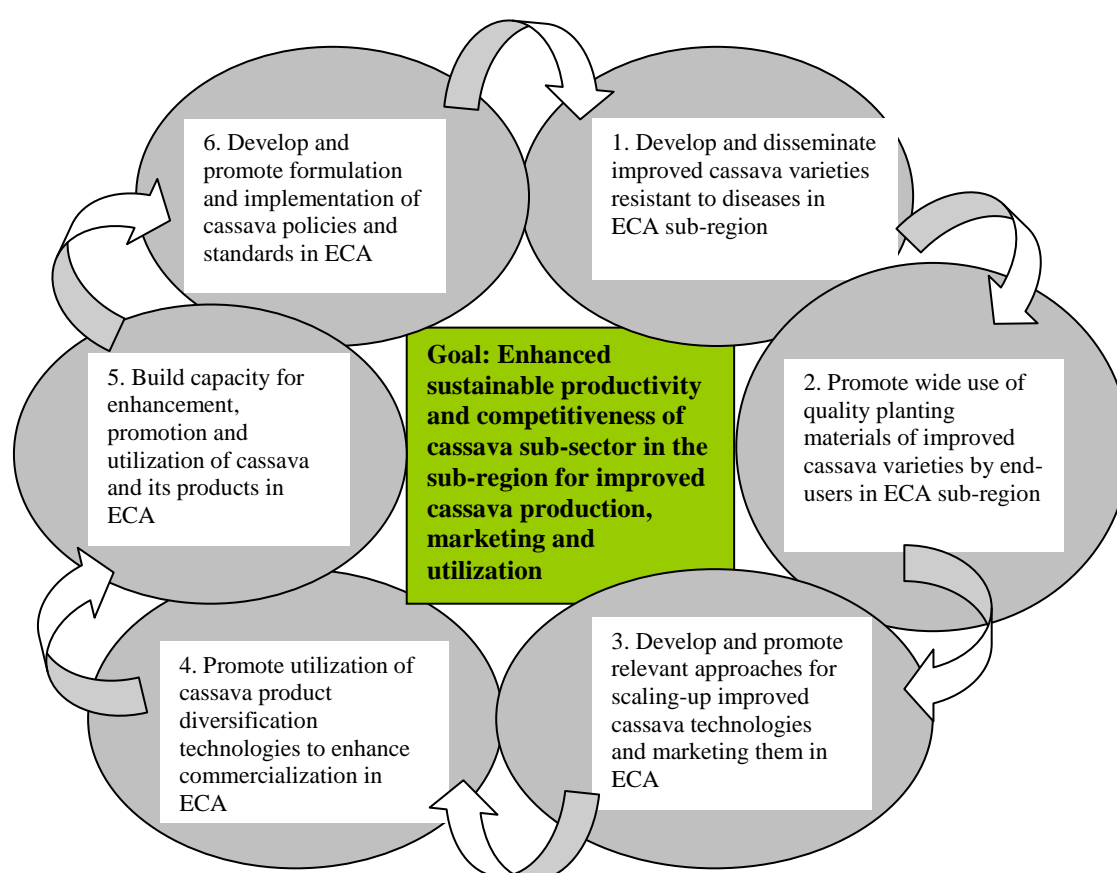 6. Develop and
promote formulation
and implementation of
cassava policies and
standards in ECA
1. Develop and disseminate
improved cassava varieties
resistant to diseases in
ECA sub-region
Goal: Enhanced
sustainable productivity
and competitiveness of
cassava sub-sector in the
sub-region for improved
cassava production,
marketing and
utilization
5. Build capacity for
enhancement,
promotion and
utilization of cassava
and its products in
ECA
2. Promote wide use of
quality planting
materials of improved
cassava varieties by end-
users in ECA sub-region
4. Promote utilization of
cassava product
diversification
technologies to enhance
commercialization in
ECA
3. Develop and promote
relevant approaches for
scaling-up improved
cassava technologies
and marketing them in
ECA